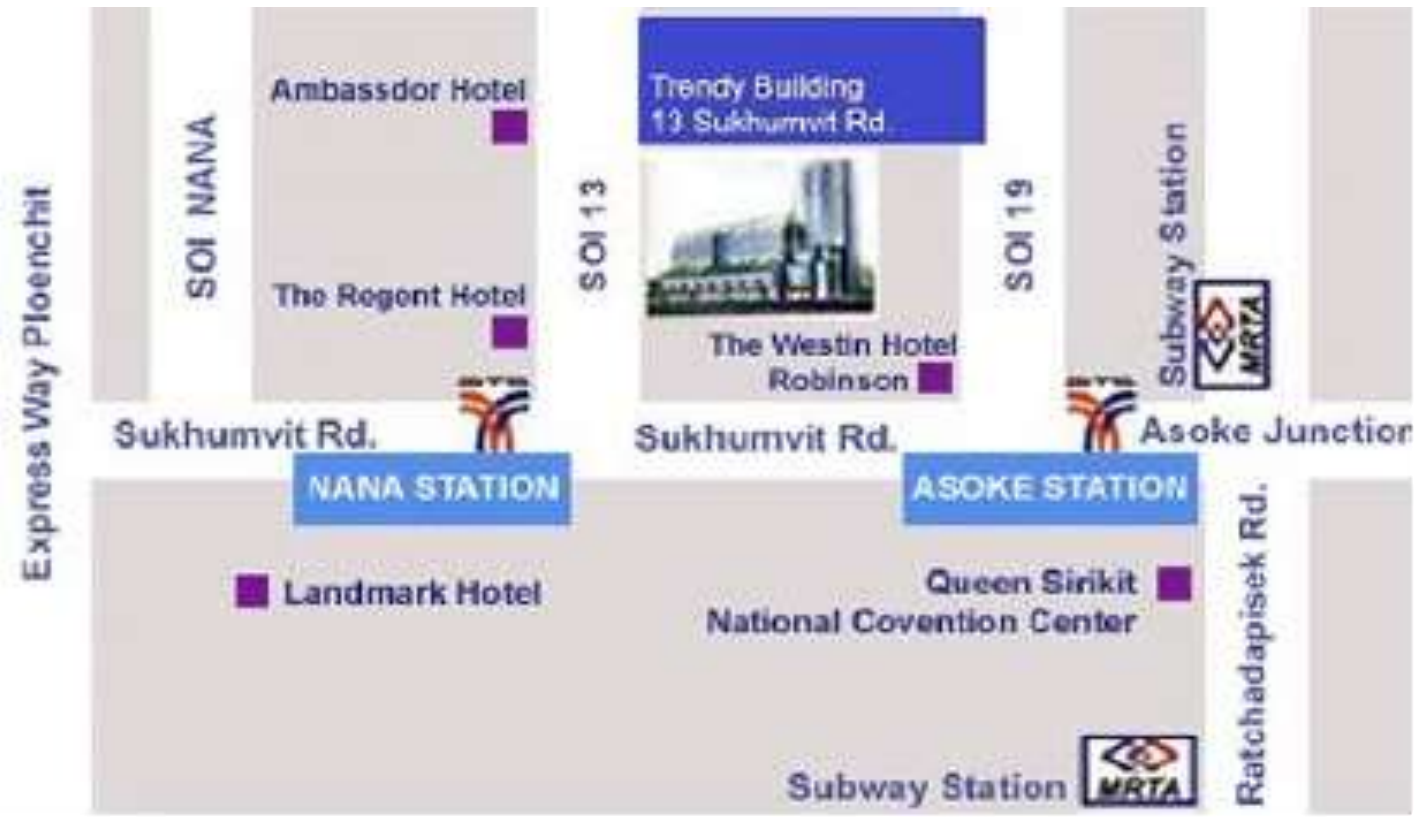 Ambassdor Hotel
Trendy Building
13 Sukhumvit Rd.
SOI NANA
SOI 13
SOI 19
Subway Station
MRTA
Express Way Ploenchit
The Regent Hotel
The Westin Hotel
Robinson
BTS
BTS
Sukhumvit Rd.
Sukhumvit Rd.
Asoke Junction
NANA STATION
ASOKE STATION
Landmark Hotel
Queen Sirikit
National Covention Center
Ratchadapisek Rd.
Subway Station
MRTA